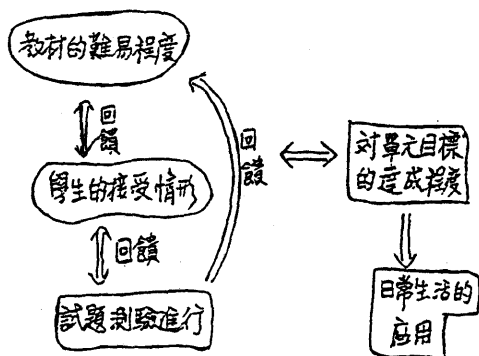 教材的難易程度
回饋
學生的接受情形
回饋
試題測驗進行
回饋
對單元目標
的達成程度
日常生活的
應用